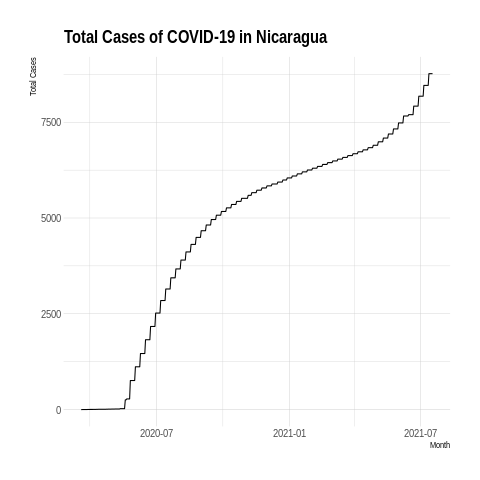 Total Cases of COVID-19 in Nicaragua
Total Cases
7500
5000
2500
0
2020-07 2021-01 2021-07
Month